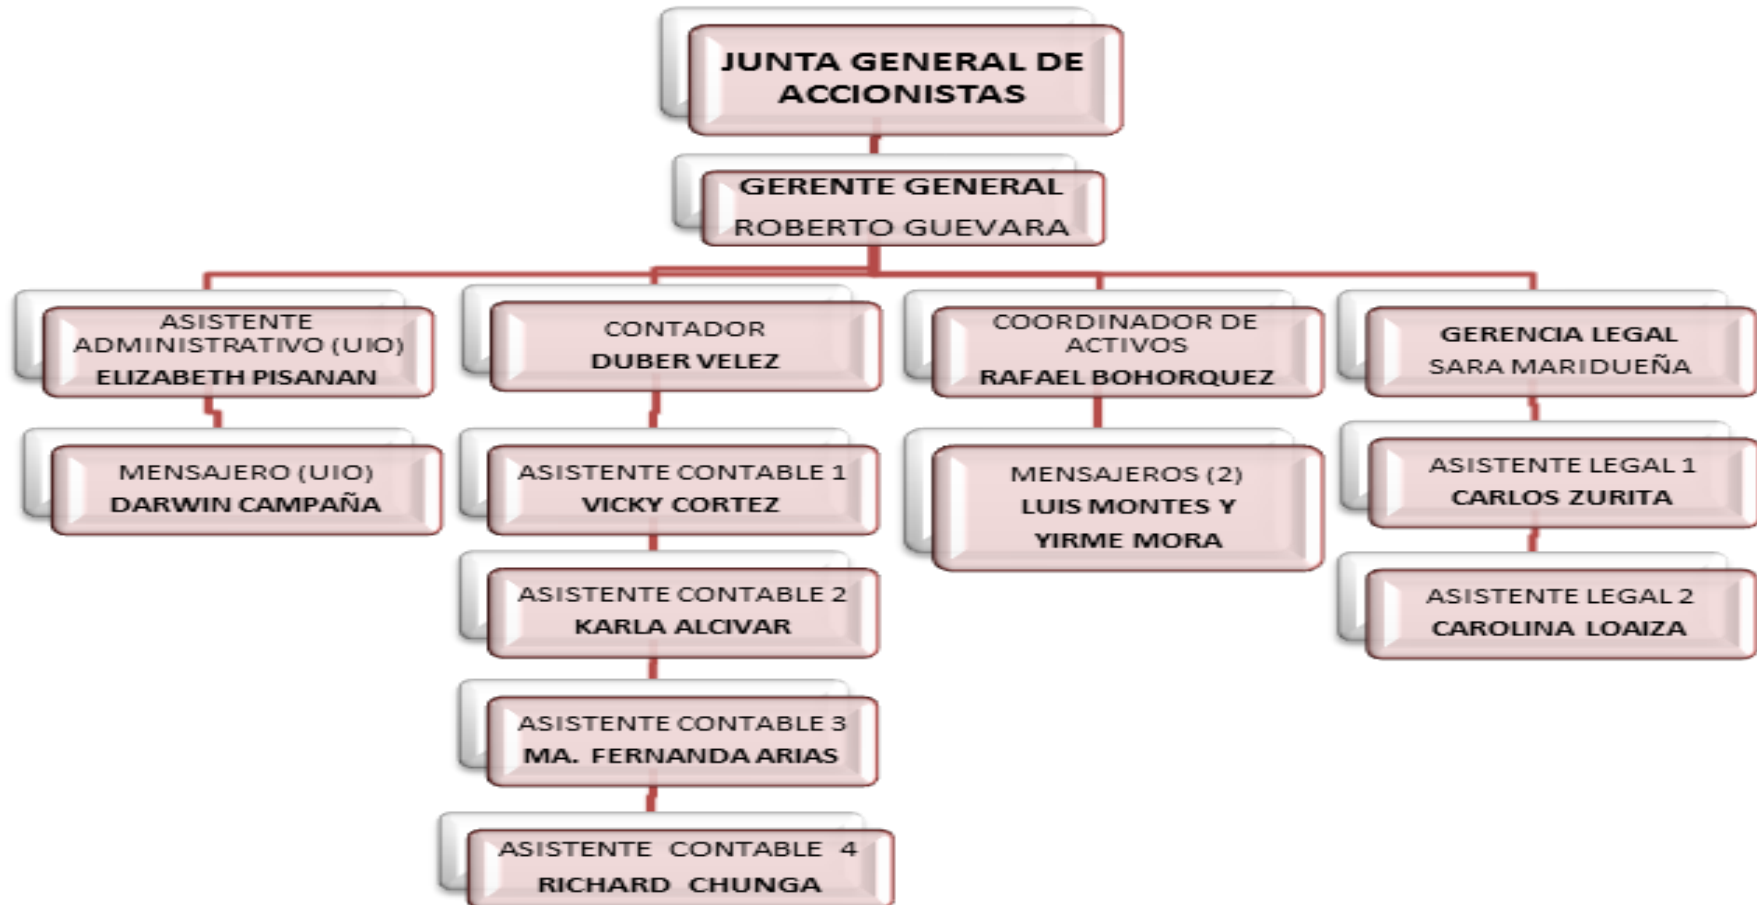 JUNTA GENERAL DE
ACCIONISTAS
GERENTE GENERAL
ROBERTO GUEVARA
ASISTENTE
ADMINISTRATIVO (UIO)
ELIZABETH PISANAN
CONTADOR
DUBER VELEZ
COORDINADOR DE
ACTIVOS
RAFAEL BOHORQUEZ
GERENCIA LEGAL
SARA MARIDUEÑA
MENSAJERO (UIO)
DARWIN CAMPAÑA
ASISTENTE CONTABLE 1
VICKY CORTEZ
MENSAJEROS (2)
LUIS MONTES Y
YIRME MORA
ASISTENTE LEGAL 1
CARLOS ZURITA
ASISTENTE CONTABLE 2
KARLA ALCIVAR
ASISTENTE LEGAL 2
CAROLINA LOAIZA
ASISTENTE CONTABLE 3
MA. FERNANDA ARIAS
ASISTENTE CONTABLE 4
RICHARD CHUNGA